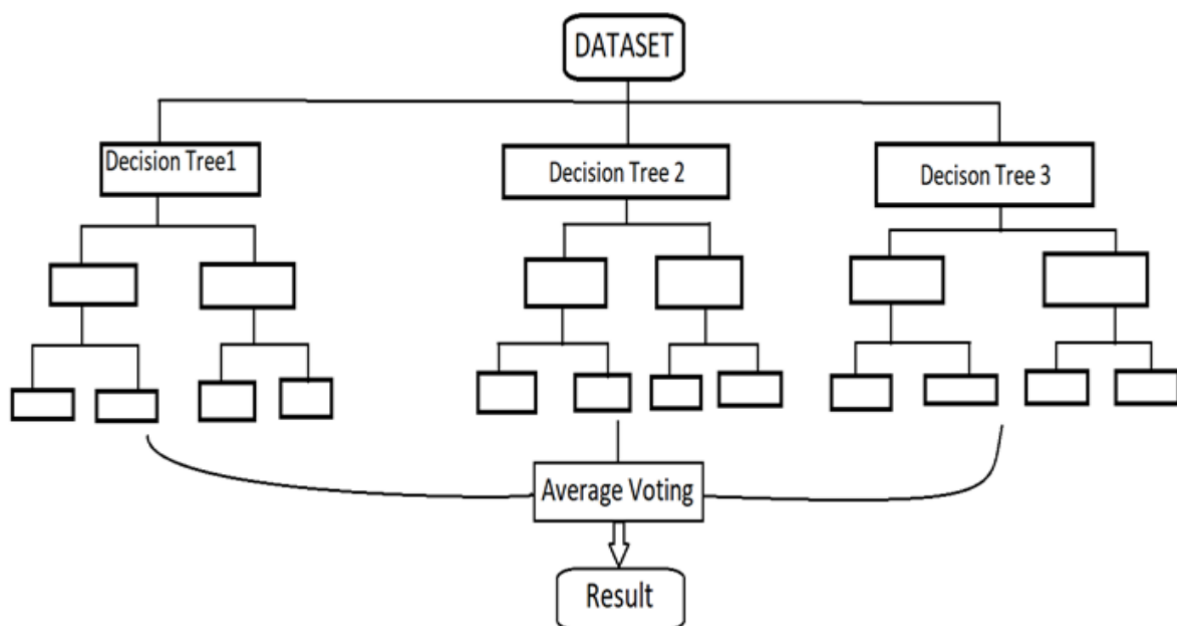 DATASET
Decision Tree1
Decision Tree 2
Decison Tree 3
Average Voting
Result